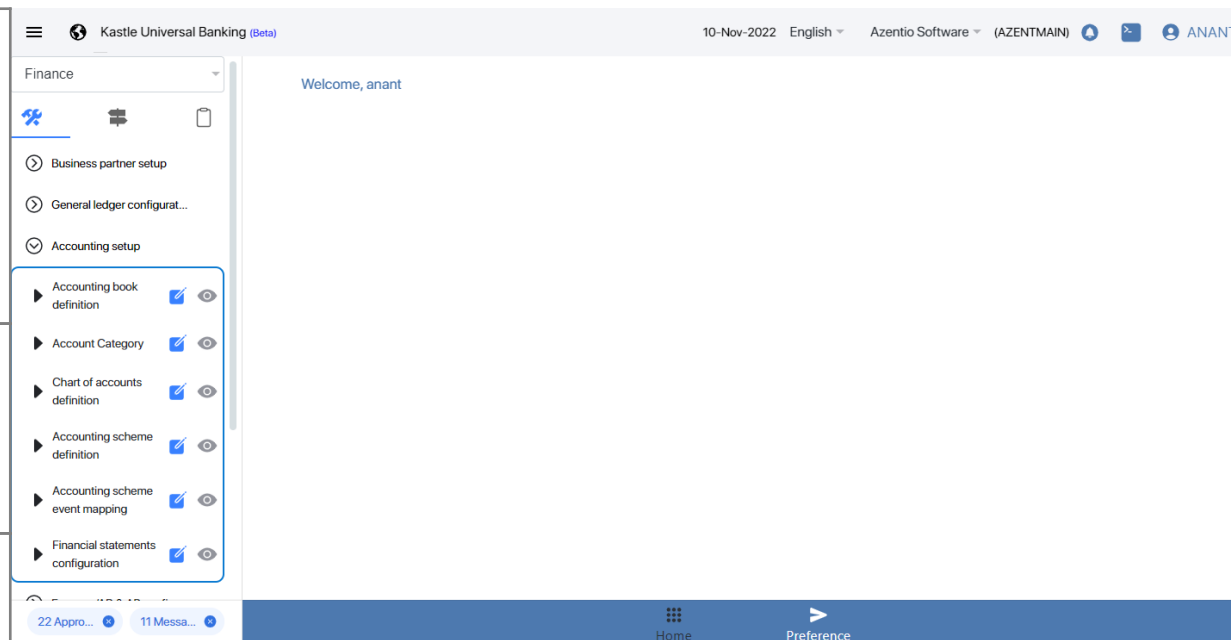 Kastle Universal Banking (Beta)
10-Nov-2022 English Azentio Software (AZENTMAIN) ANANT
Finance
Welcome, anant
Business partner setup
General ledger configurat...
Accounting setup
Accounting book
definition
Account Category
Chart of accounts
definition
Accounting scheme
definition
Accounting scheme
event mapping
Financial statements
configuration
22 Appro... 11 Messa...
Home Preference